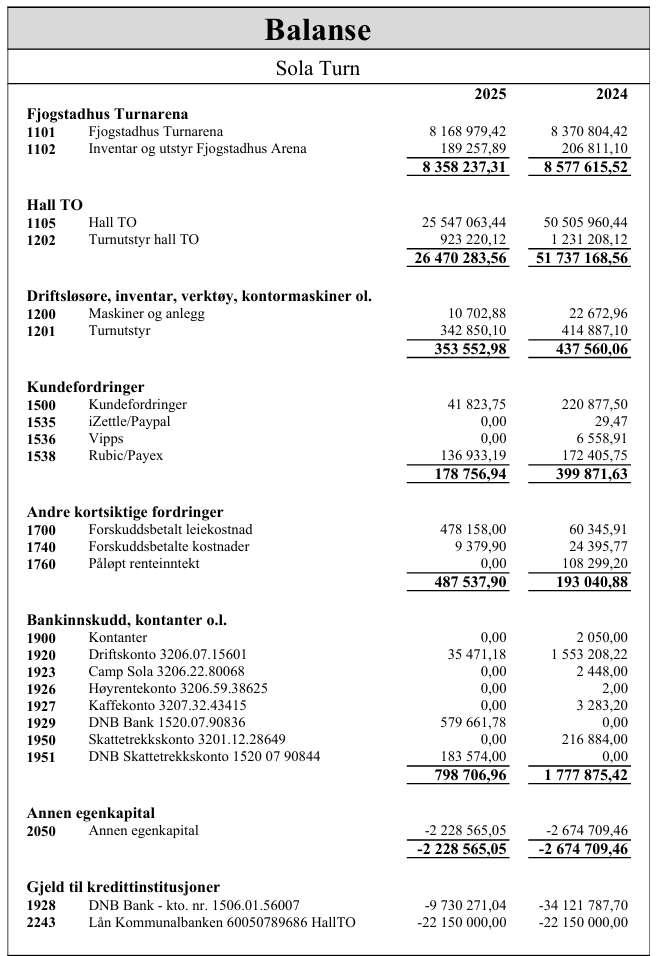 Balanse
Sola Turn
2025 2024
Fjogstadhus Turnarena
1101 Fjogstadhus Turnarena 8 168 979,42 8 370 804,42
1102 Inventar og utstyr Fjogstadhus Arena 189 257,89 206 811,10
8 358 237,31 8 577 615,52
Hall TO
1105 Hall TO 25 547 063,44 50 505 960,44
1202 Turnutstyr hall TO 923 220,12 1 231 208,12
26 470 283,56 51 737 168,56
Driftsløsøre, inventar, verktøy, kontormaskiner ol.
1200 Maskiner og anlegg 10 702,88 22 672,96
1201 Turnutstyr 342 850,10 414 887,10
353 552,98 437 560,06
Kundefordringer
1500 Kundefordringer 41 823,75 220 877,50
1535 iZettle/Paypal 0,00 29,47
1536 Vipps 0,00 6 558,91
1538 Rubic/Payex 136 933,19 172 405,75
178 756,94 399 871,63
Andre kortsiktige fordringer
1700 Forskuddsbetalt leiekostnad 478 158,00 60 345,91
1740 Forskuddsbetalte kostnader 9 379,90 24 395,77
1760 Påløpt renteinntekt 0,00 108 299,20
487 537,90 193 040,88
Bankinnskudd, kontanter o.l.
1900 Kontanter 0,00 2 050,00
1920 Driftskonto 3206.07.15601 35 471,18 1 553 208,22
1923 Camp Sola 3206.22.80068 0,00 2 448,00
1926 Høyrentekonto 3206.59.38625 0,00 2,00
1927 Kaffekonto 3207.32.43415 0,00 3 283,20
1929 DNB Bank 1520.07.90836 579 661,78 0,00
1950 Skattetrekkskonto 3201.12.28649 0,00 216 884,00
1951 DNB Skattetrekkskonto 1520 07 90844 183 574,00 0,00
798 706,96 1 777 875,42
Annen egenkapital
2050 Annen egenkapital -2 228 565,05 -2 674 709,46
-2 228 565,05 -2 674 709,46
Gjeld til kredittinstitusjoner
1928 DNB Bank - kto. nr. 1506.01.56007 -9 730 271,04 -34 121 787,70
2243 Lån Kommunalbanken 60050789686 HallTO -22 150 000,00 -22 150 000,00